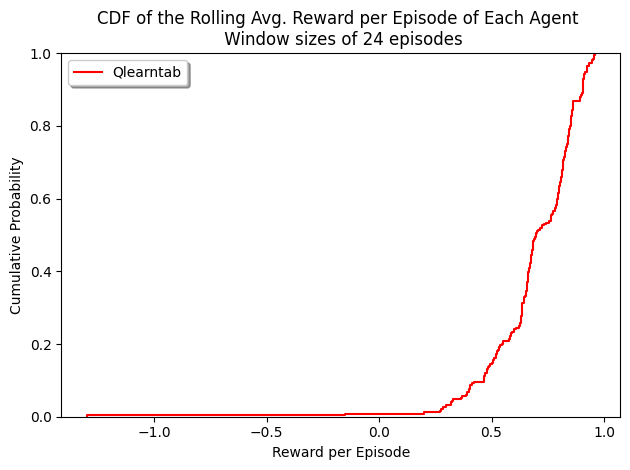 CDF of the Rolling Avg. Reward per Episode of Each Agent
Window sizes of 24 episodes
Qlearntab
1.0
0.8
0.6
0.4
0.2
0.0
Cumulative Probability
−1.0
−0.5
0.0
0.5
1.0
Reward per Episode